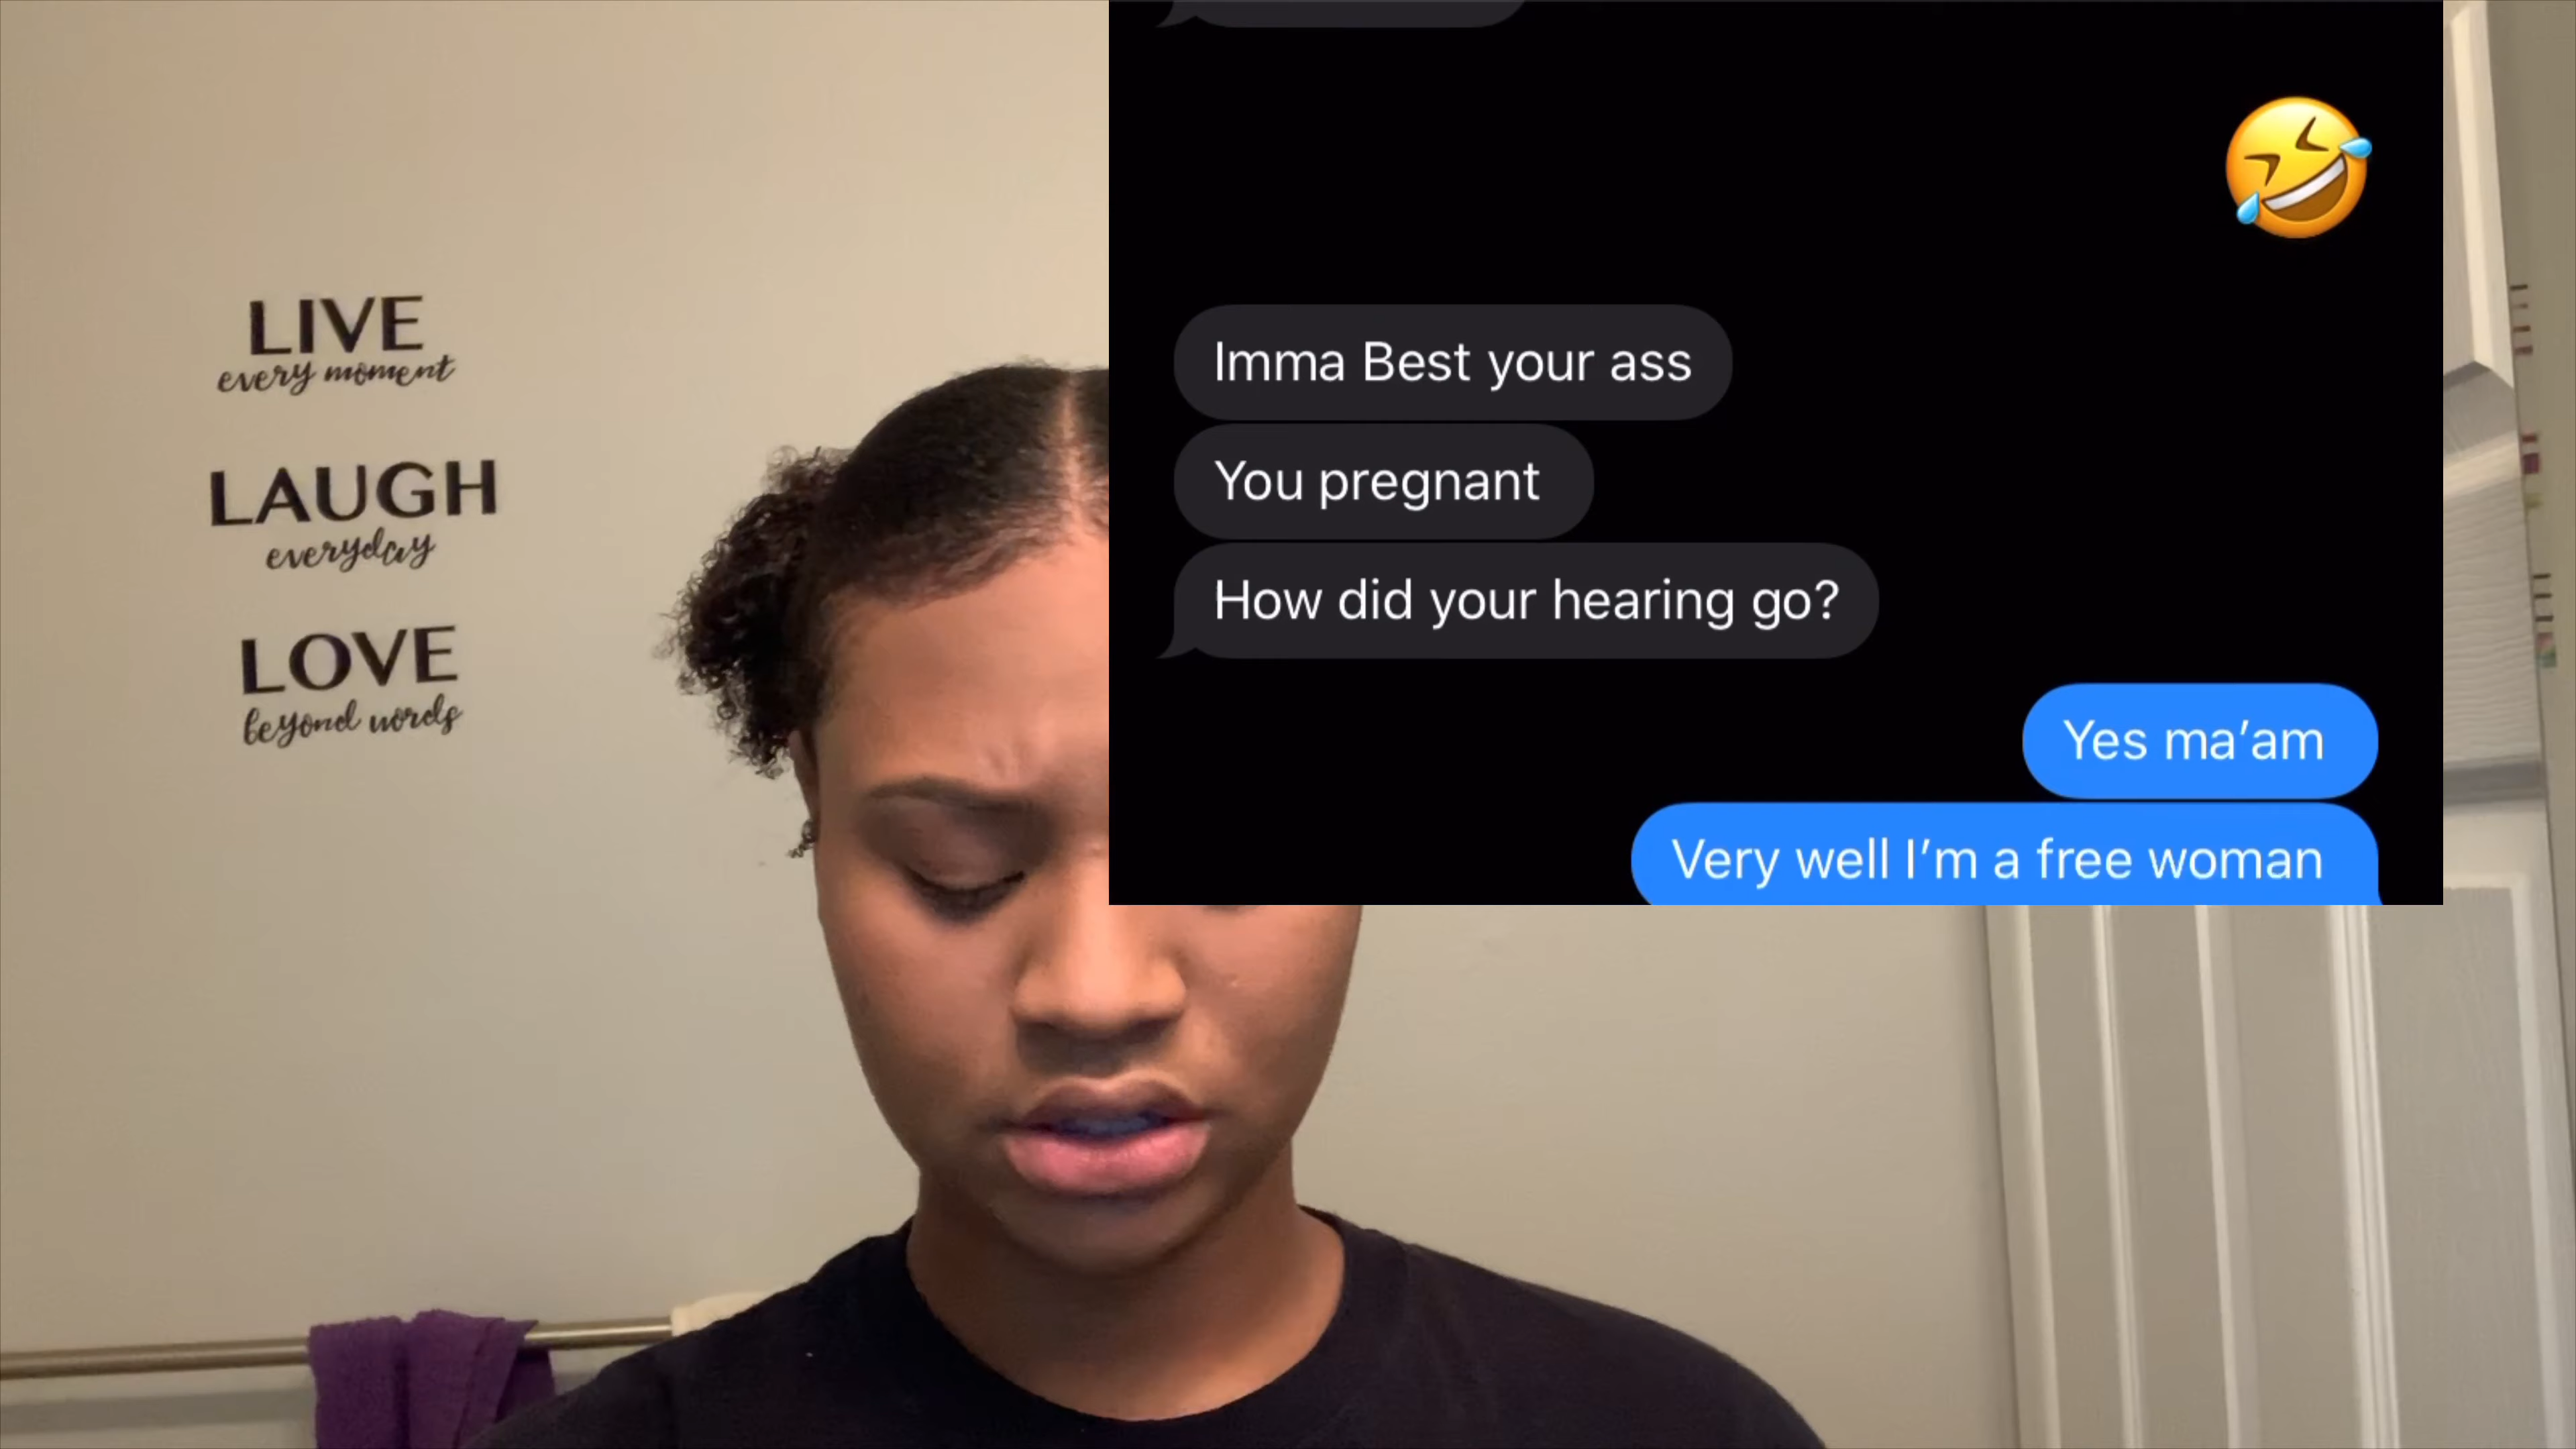 LIVE
every moment
LAUGH
everyday
LOVE
beyond words
🤣
Imma Best your ass
You pregnant
How did your hearing go?
Yes ma’am
Very well I’m a free woman